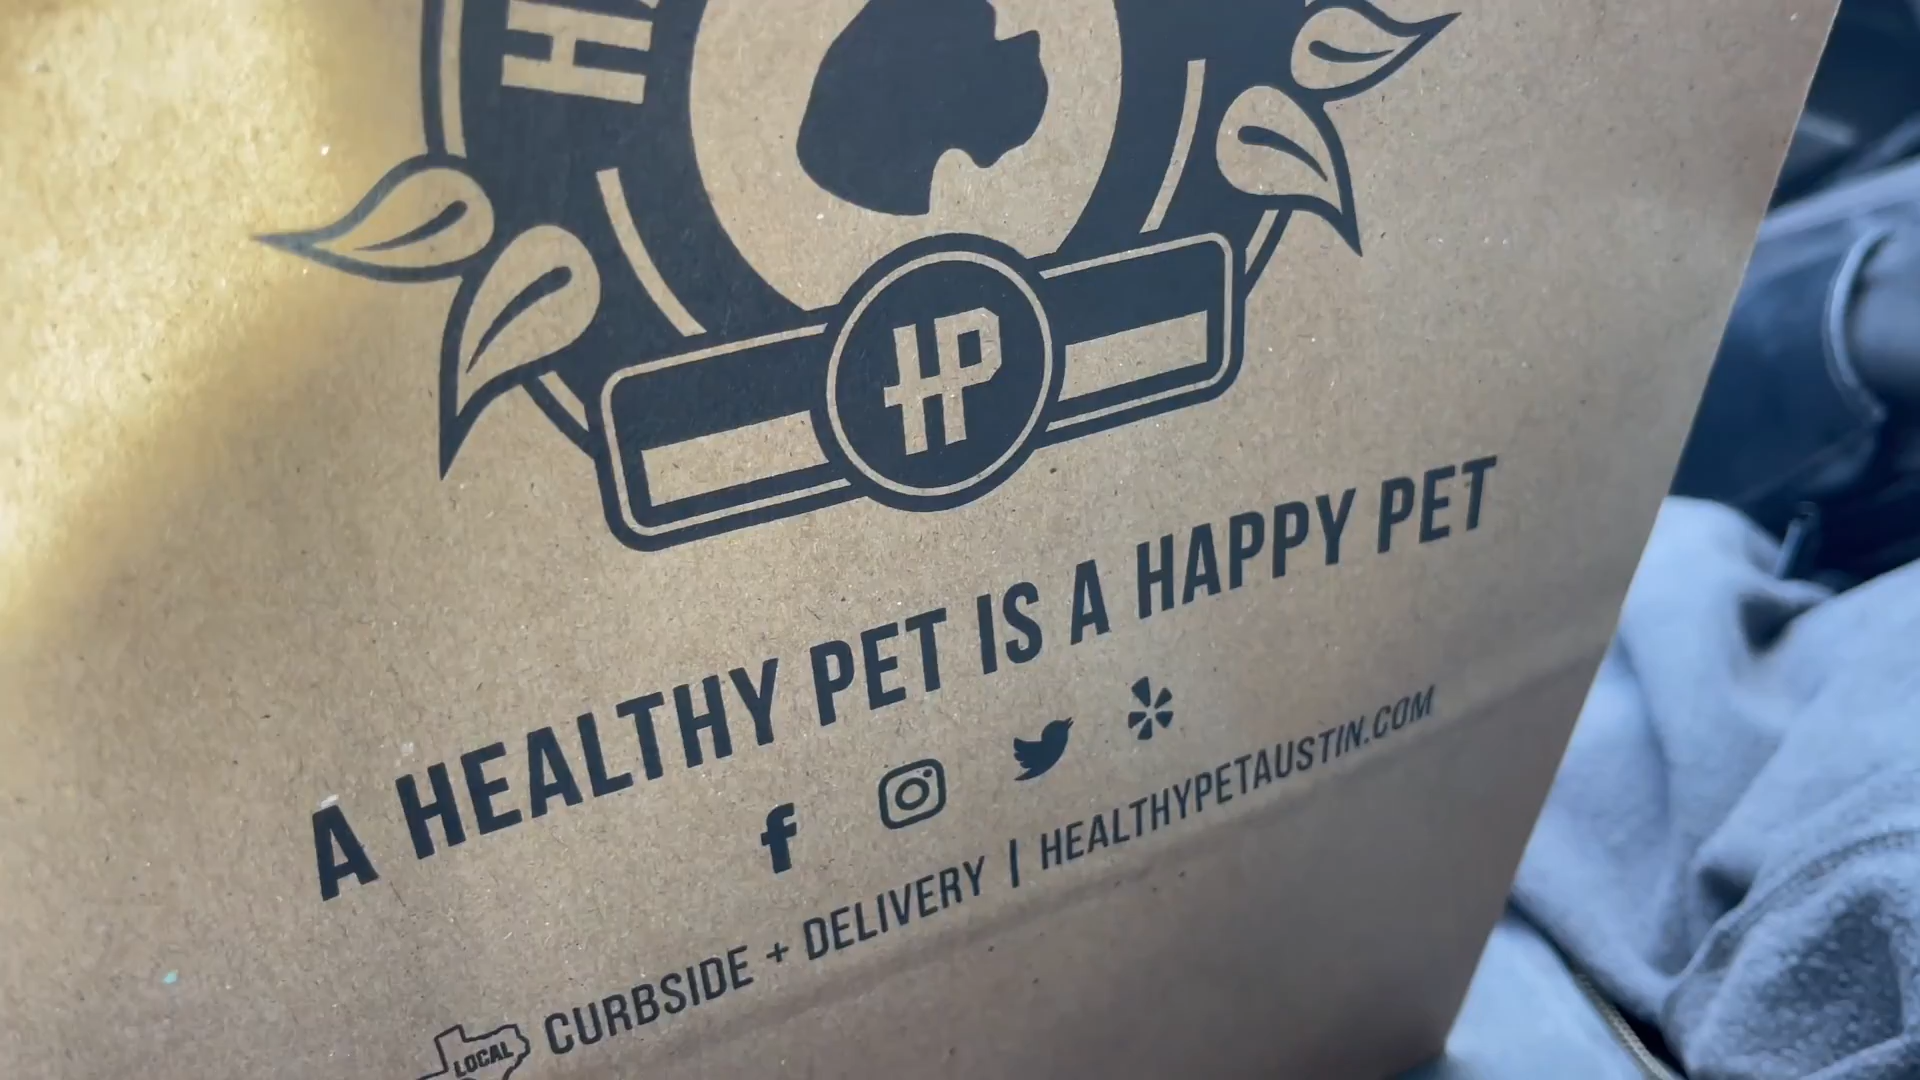 HP
A HEALTHY PET IS A HAPPY PET
CURBSIDE + DELIVERY | HEALTHYPETAUSTIN.COM
LOCAL